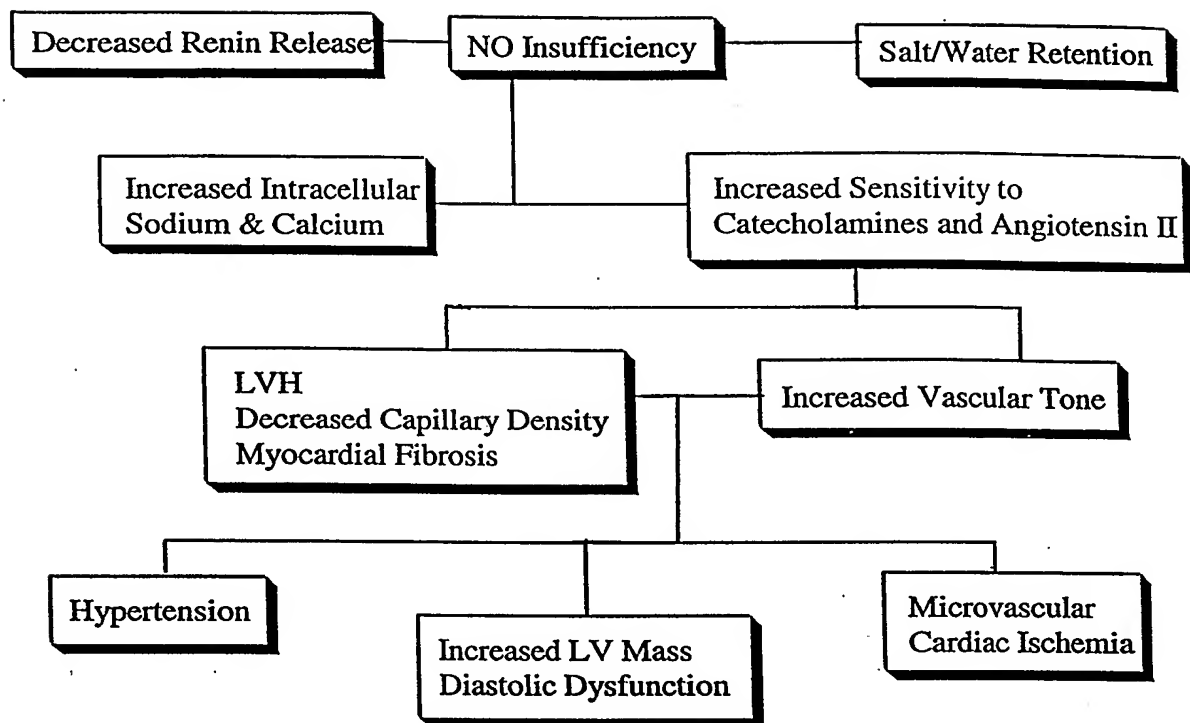 Decreased Renin Release
NO Insufficiency
Salt/Water Retention
Increased Intracellular
Sodium & Calcium
Increased Sensitivity to
Catecholamines and Angiotensin II
LVH
Decreased Capillary Density
Myocardial Fibrosis
Increased Vascular Tone
Hypertension
Increased LV Mass
Diastolic Dysfunction
Microvascular
Cardiac Ischemia